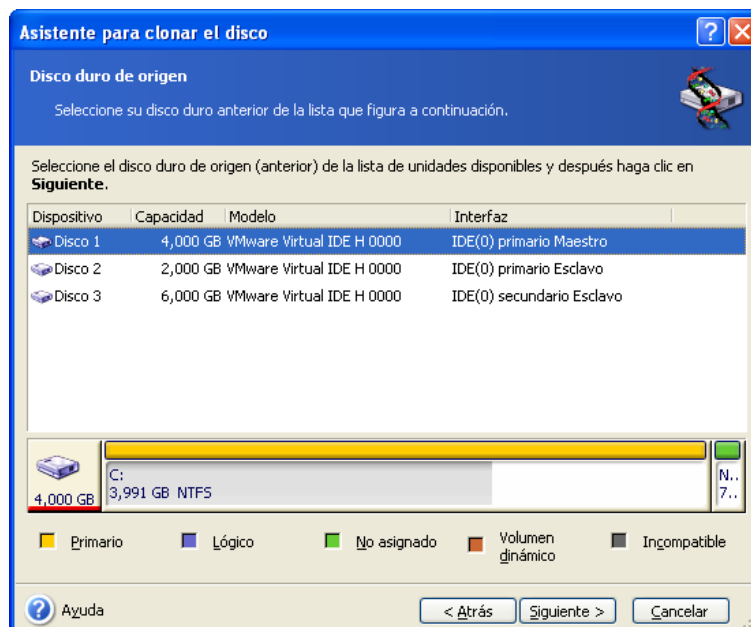 Asistente para clonar el disco
Disco duro de origen
Seleccione su disco duro anterior de la lista que figura a continuación.
Seleccione el disco duro de origen (anterior) de la lista de unidades disponibles y después haga clic en
Siguiente.
Dispositivo Capacidad Modelo Interfaz
Disco 1 4,000 GB VMware Virtual IDE H 0000 IDE(0) primario Maestro
Disco 2 2,000 GB VMware Virtual IDE H 0000 IDE(0) primario Esclavo
Disco 3 6,000 GB VMware Virtual IDE H 0000 IDE(0) secundario Esclavo
4,000 GB
C:
3,991 GB NTFS
N..
7..
Primario Lógico No asignado Volumen dinámico Incompatible
Ayuda < Atrás Siguiente > Cancelar